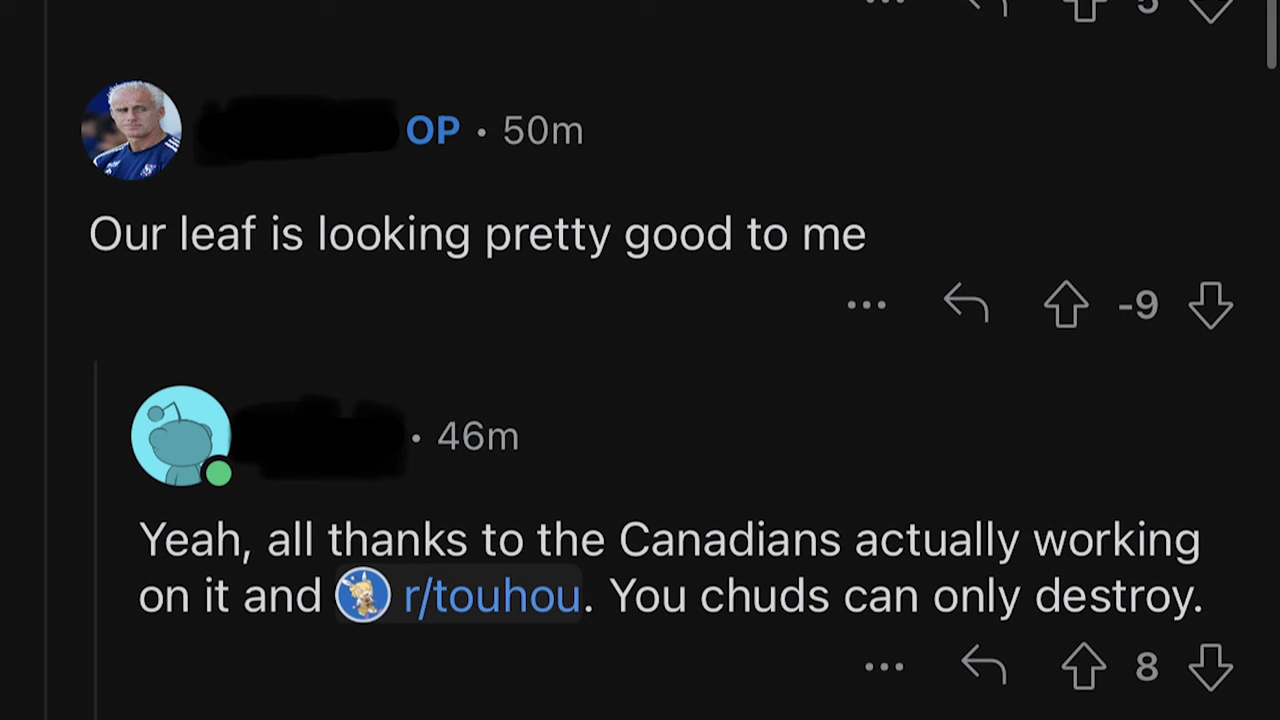 5
OP • 50m
Our leaf is looking pretty good to me
-9
• 46m
Yeah, all thanks to the Canadians actually working
on it and r/touhou. You chuds can only destroy.
8